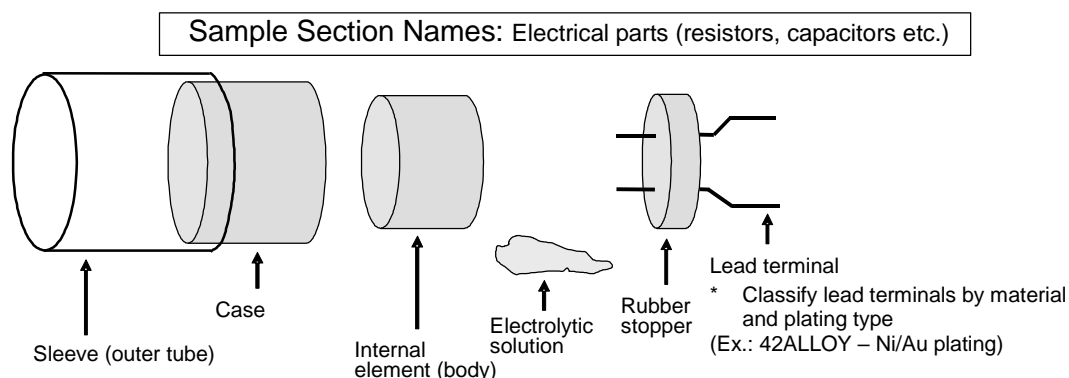 Sample Section Names: Electrical parts (resistors, capacitors etc.)
Sleeve (outer tube)
Case
Internal
element (body)
Electrolytic
solution
Rubber
stopper
Lead terminal
* Classify lead terminals by material
and plating type
(Ex.: 42ALLOY – Ni/Au plating)